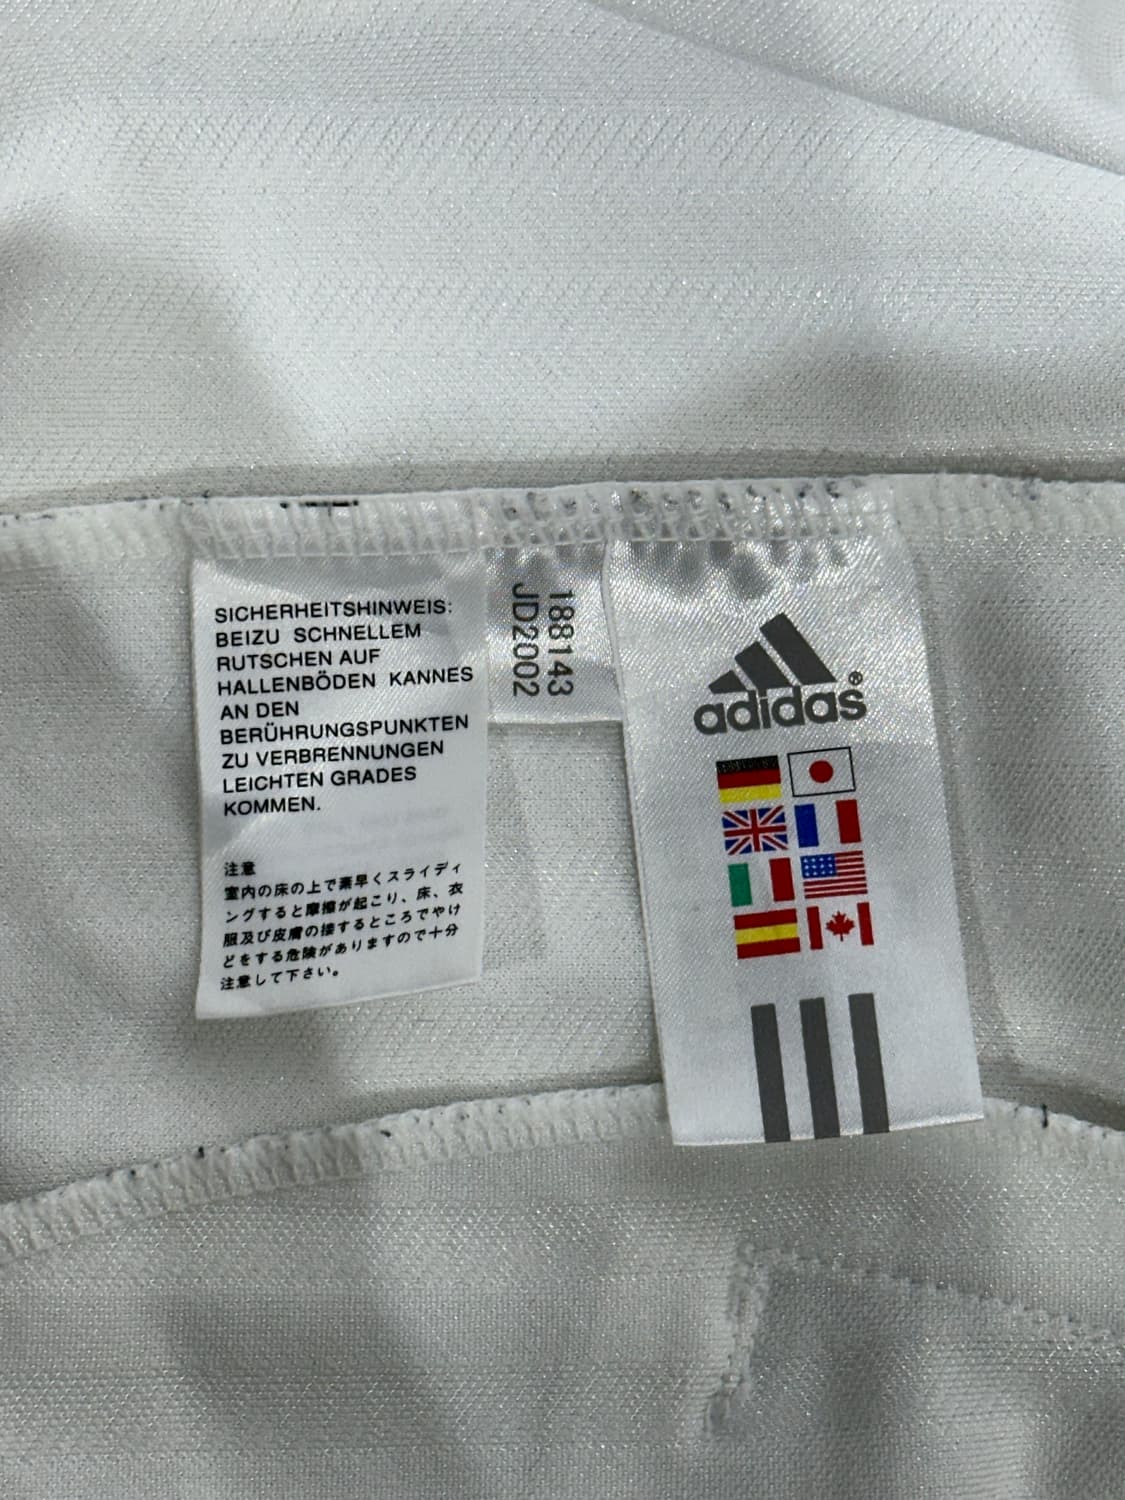 SICHERHEITSHINWEIS:
BEIZU SCHNELLEM
RUTSCHEN AUF
HALLENBÖDEN KANNES
AN DEN
BERÜHRUNGSPUNKTEN
ZU VERBRENNUNGEN
LEICHTEN GRADES
KOMMEN.
注意
室内の床の上で素早くスライディ
ングすると摩擦が起こり、床、衣
服及び皮膚の接するところでやけ
どをする危険がありますので十分
注意して下さい。
188143
JD2002
adidas®